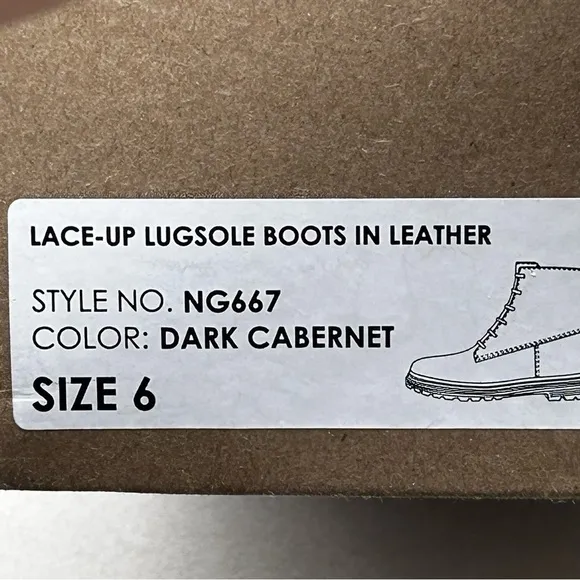 LACE-UP LUGSOLE BOOTS IN LEATHER
STYLE NO. NG667
COLOR: DARK CABERNET
SIZE 6